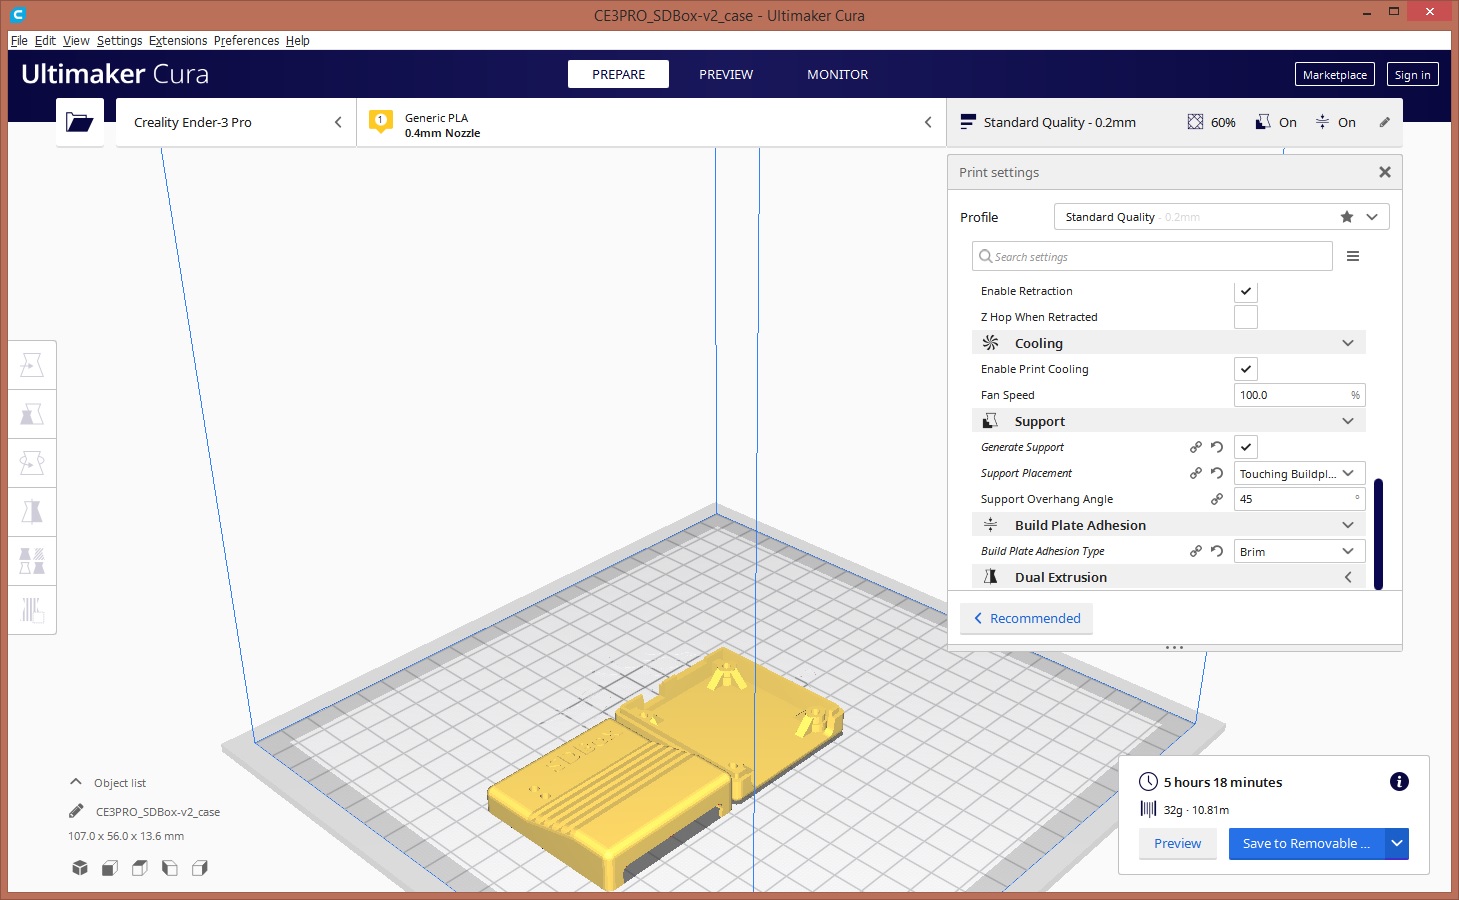 CE3PRO_SDBox-v2_case - Ultimaker Cura
File Edit View Settings Extensions Preferences Help
Ultimaker Cura
PREPARE
PREVIEW
MONITOR
Marketplace
Sign in
Creality Ender-3 Pro
1
Generic PLA
0.4mm Nozzle
Standard Quality - 0.2mm
60%
On
On
Print settings
Profile
Standard Quality - 0.2mm
Search settings
Enable Retraction
Z Hop When Retracted
Cooling
Enable Print Cooling
Fan Speed 100.0 %
Support
Generate Support
Support Placement Touching Buildpl...
Support Overhang Angle 45 °
Build Plate Adhesion
Build Plate Adhesion Type Brim
Dual Extrusion
Recommended
SDBox
Object list
CE3PRO_SDBox-v2_case
107.0 x 56.0 x 13.6 mm
5 hours 18 minutes
32g · 10.81m
Preview
Save to Removable ...